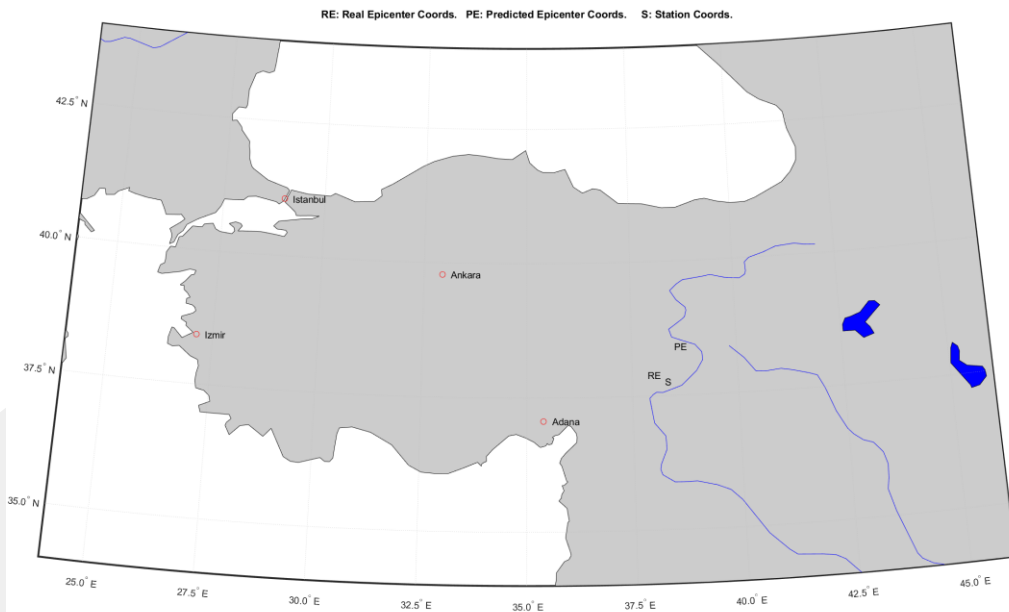 RE: Real Epicenter Coords. PE: Predicted Epicenter Coords. S: Station Coords.
42.5° N
Istanbul
40.0° N
Ankara
Izmir
PE
37.5° N
RE
S
Adana
35.0° N
25.0° E
27.5° E
30.0° E
32.5° E
35.0° E
37.5° E
40.0° E
42.5° E
45.0° E